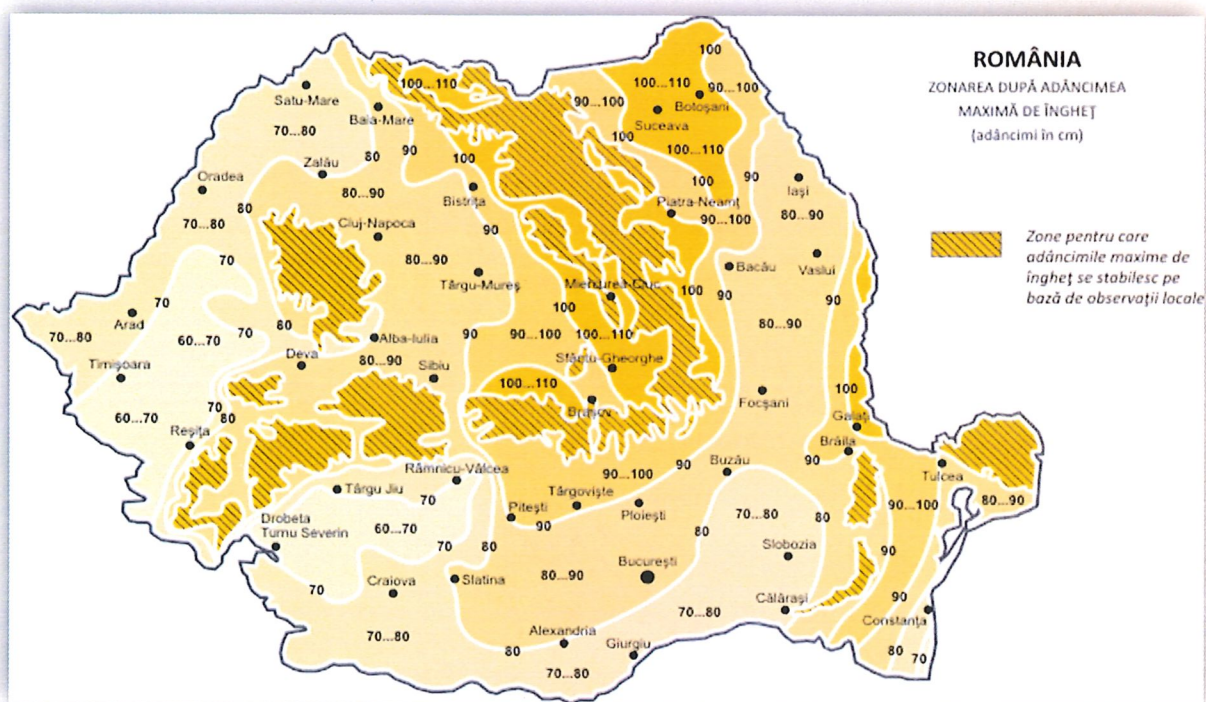 ROMÂNIA
ZONAREA DUPĂ ADÂNCIMEA
MAXIMĂ DE ÎNGHEȚ
(adâncimi în cm)
Zone pentru care
adâncimile maxime de
îngheț se stabilesc pe
bază de observații locale
100
100...110
100...110
90...100
90...100
Satu-Mare
Baia-Mare
Botoșani
Suceava
70...80
100
80
90
100
100...110
Zalău
Oradea
80...90
Bistrița
100
90
Iași
Piatra-Neamț
80
70...80
Cluj-Napoca
90
90...100
80...90
70
80...90
Târgu-Mureș
Bacău
Vaslui
Miercurea-Ciuc
100
90
90
70
Arad
100
80...90
70...80
60...70
70
80
Alba-Iulia
90
90...100
100...110
Timișoara
Deva
80...90
Sibiu
Sfântu-Gheorghe
100...110
100
60...70
70
80
Brașov
Focșani
Galați
Reșița
Brăila
Râmnicu-Vâlcea
90...100
90
Buzău
90
Tulcea
Târgu Jiu
70
Târgoviște
80...90
Pitești
Ploiești
90...100
Drobeta
Turnu Severin
60...70
90
70...80
80
70
80
80
Slobozia
90
București
70
Craiova
Slatina
80...90
Călărași
90
Constanța
70...80
70...80
Alexandria
80
Giurgiu
80
70
70...80